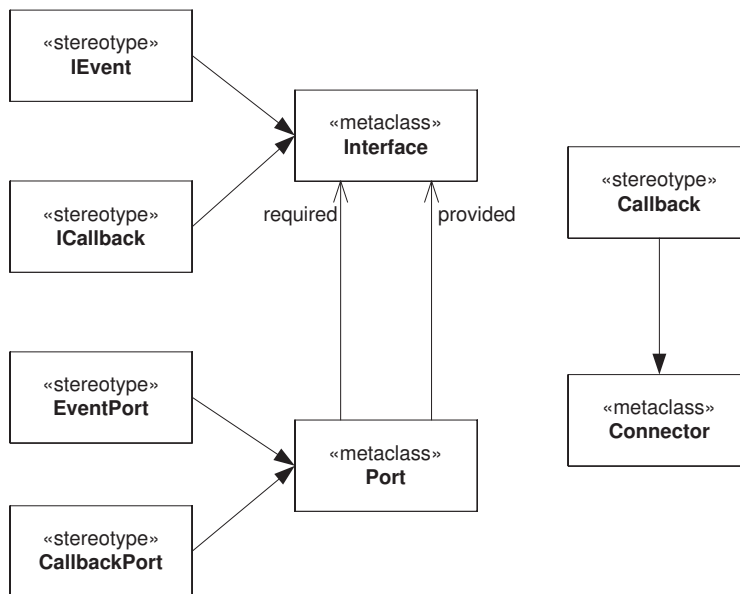 «stereotype»
IEvent
«metaclass»
Interface
«stereotype»
ICallback
required
provided
«stereotype»
Callback
«stereotype»
EventPort
«metaclass»
Port
«stereotype»
CallbackPort
«metaclass»
Connector